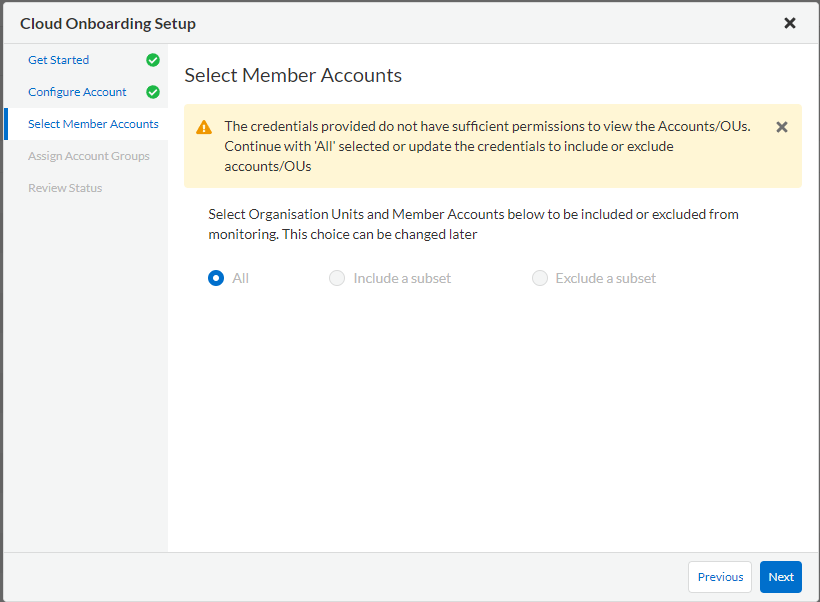 Cloud Onboarding Setup
Get Started
Configure Account
Select Member Accounts
Assign Account Groups
Review Status
Select Member Accounts
The credentials provided do not have sufficient permissions to view the Accounts/OUs.
Continue with 'All' selected or update the credentials to include or exclude
accounts/OUs
Select Organisation Units and Member Accounts below to be included or excluded from
monitoring. This choice can be changed later
All
Include a subset
Exclude a subset
Previous
Next